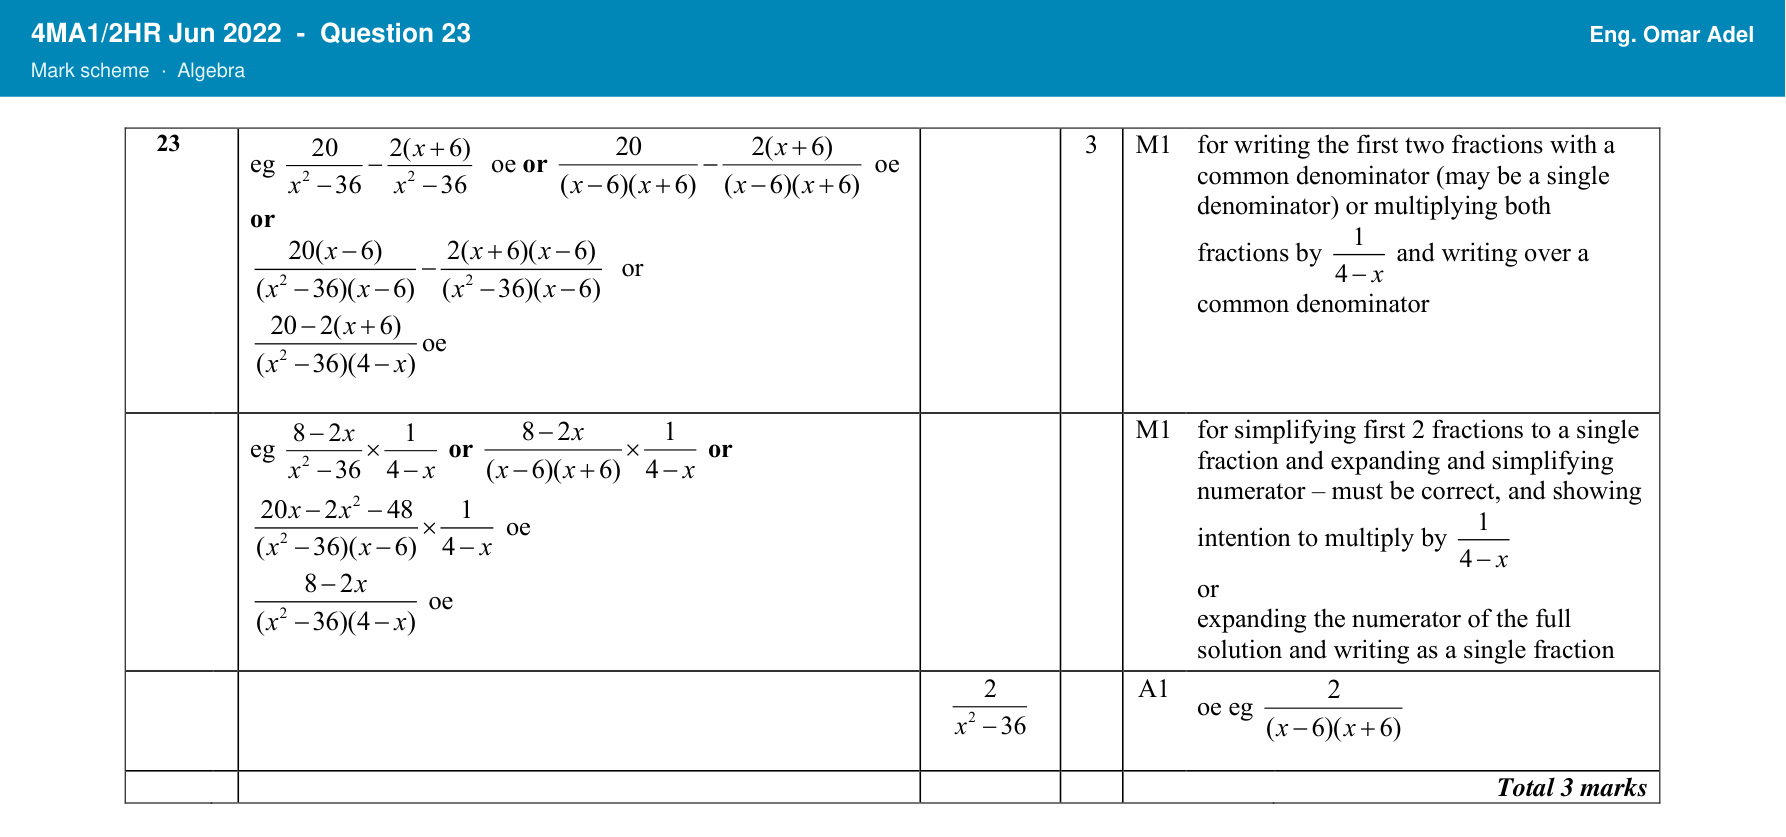 4MA1/2HR Jun 2022 - Question 23
Eng. Omar Adel
Mark scheme · Algebra
23
eg 20/(x² − 36) − 2(x + 6)/(x² − 36) oe or 20/((x − 6)(x + 6)) − 2(x + 6)/((x − 6)(x + 6)) oe
or
20(x − 6)/((x² − 36)(x − 6)) − 2(x + 6)(x − 6)/((x² − 36)(x − 6)) or
(20 − 2(x + 6))/((x² − 36)(4 − x)) oe
3
M1 for writing the first two fractions with a
common denominator (may be a single
denominator) or multiplying both
fractions by 1/(4 − x) and writing over a
common denominator
eg (8 − 2x)/(x² − 36) × 1/(4 − x) or (8 − 2x)/((x − 6)(x + 6)) × 1/(4 − x) or
(20x − 2x² − 48)/((x² − 36)(x − 6)) × 1/(4 − x) oe
(8 − 2x)/((x² − 36)(4 − x)) oe
M1 for simplifying first 2 fractions to a single
fraction and expanding and simplifying
numerator – must be correct, and showing
intention to multiply by 1/(4 − x)
or
expanding the numerator of the full
solution and writing as a single fraction
2/(x² − 36)
A1 oe eg 2/((x − 6)(x + 6))
Total 3 marks